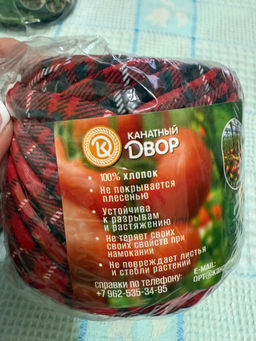 КАНАТНЫЙ
ДВОР
• 100% ХЛОПОК
• Не покрывается
плесенью
• Устойчива
к разрывам
и растяжению
• Не теряет своих
своих свойств при
намокании
• Не повреждает листья
и стебли растений
СПРАВКИ ПО ТЕЛЕФОНУ:
+7 962-535-34-95
E-MAIL: